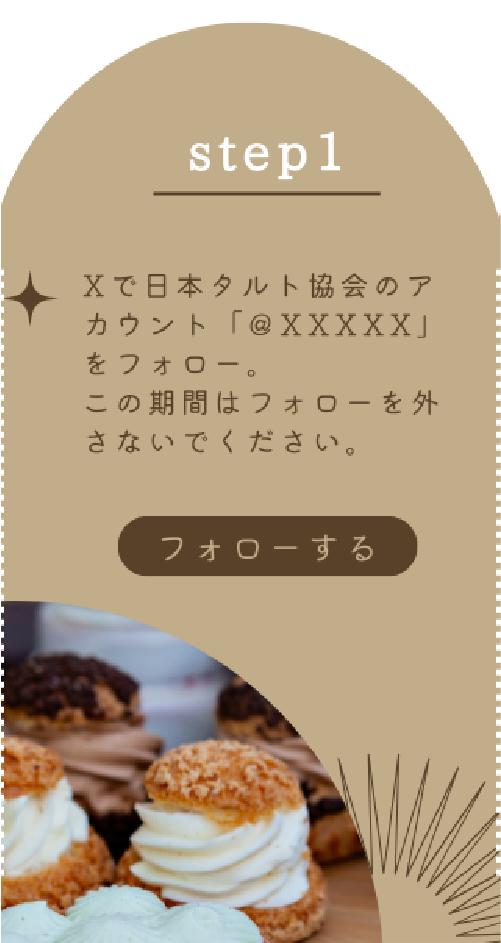 step1
Xで日本タルト協会のア
カウント「@XXXXX」
をフォロー。
この期間はフォローを外
さないでください。
フォローする